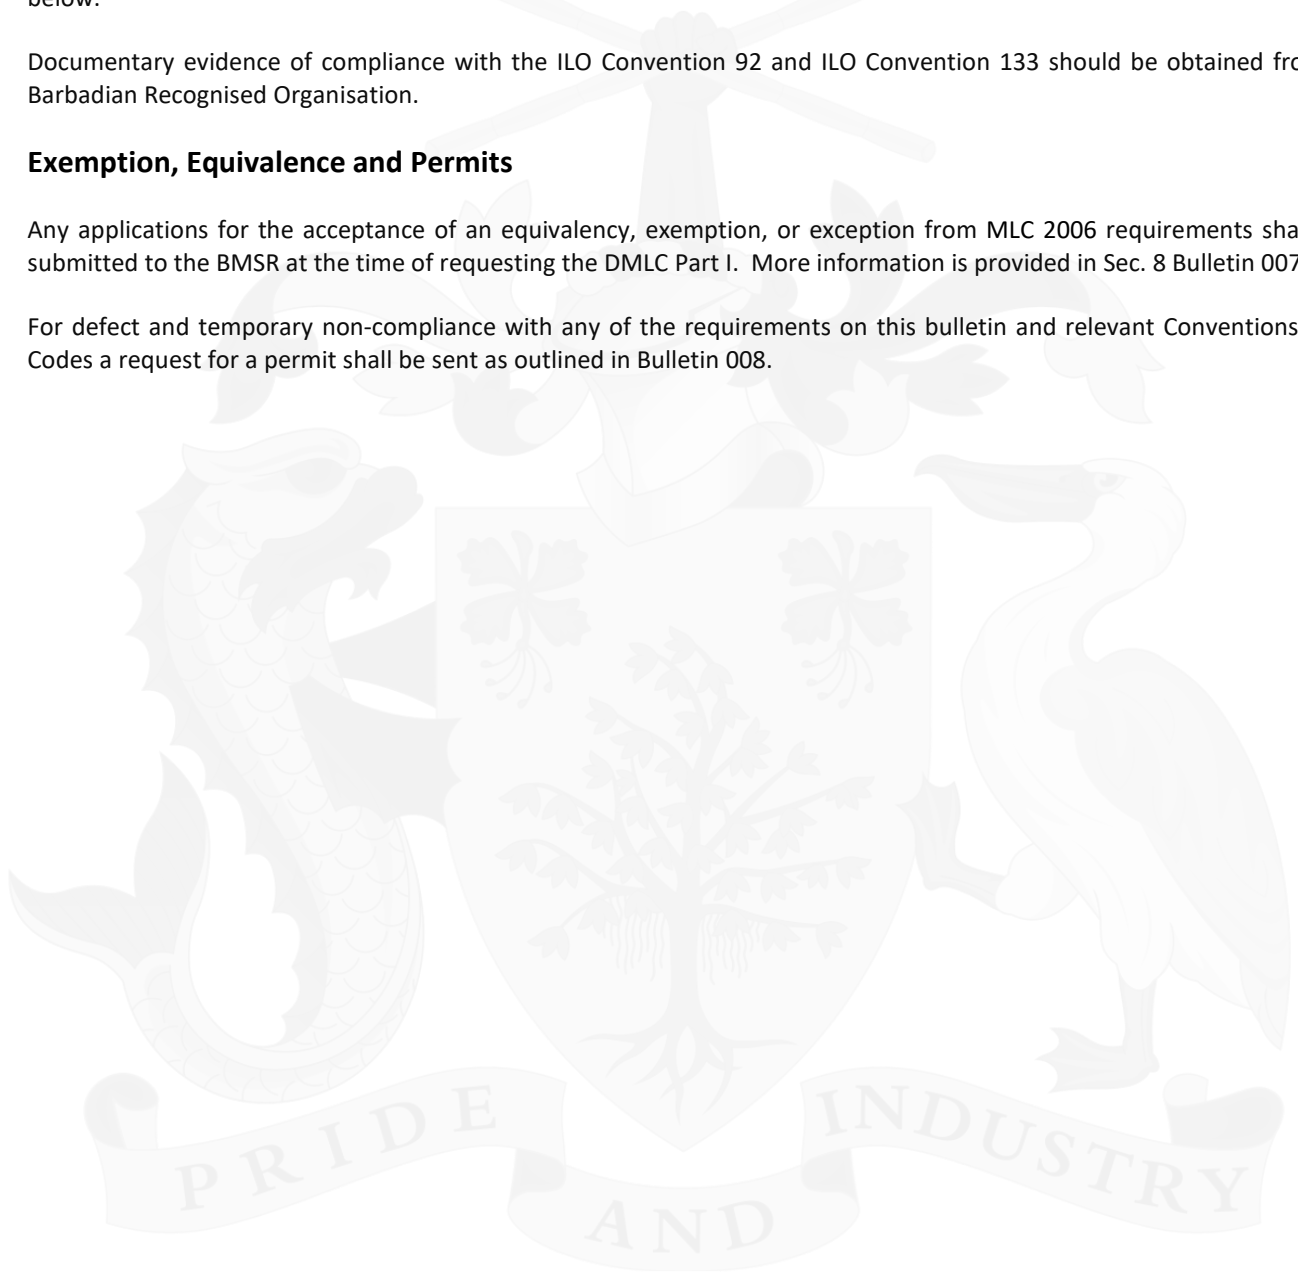 below.
Documentary evidence of compliance with the ILO Convention 92 and ILO Convention 133 should be obtained
Barbadian Recognised Organisation.
Exemption, Equivalence and Permits
Any applications for the acceptance of an equivalency, exemption, or exception from MLC 2006 requirements
submitted to the BMSR at the time of requesting the DMLC Part I. More information is provided in Sec. 8 Bulletin 007
For defect and temporary non-compliance with any of the requirements on this bulletin and relevant Conventions
Codes a request for a permit shall be sent as outlined in Bulletin 008.
PRIDE AND INDUSTRY